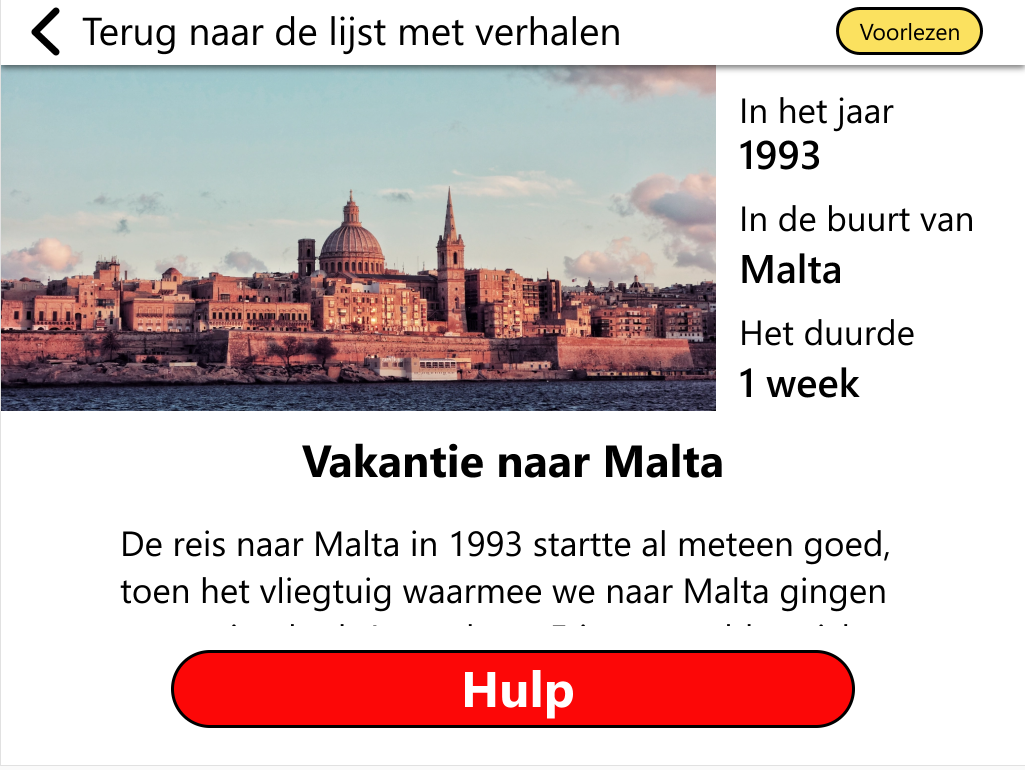 Terug naar de lijst met verhalen
Voorlezen
In het jaar
1993
In de buurt van
Malta
Het duurde
1 week
Vakantie naar Malta
De reis naar Malta in 1993 startte al meteen goed,
toen het vliegtuig waarmee we naar Malta gingen
Hulp